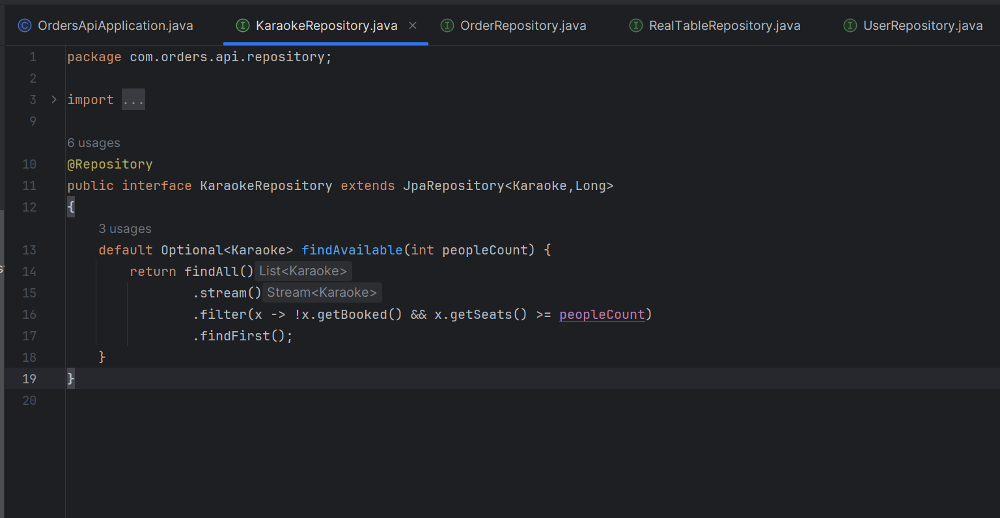 OrdersApiApplication.java KaraokeRepository.java OrderRepository.java RealTableRepository.java UserRepository.java
1 package com.orders.api.repository;
2
3 import ...
9
6 usages
10 @Repository
11 public interface KaraokeRepository extends JpaRepository<Karaoke,Long>
12 {
3 usages
13 default Optional<Karaoke> findAvailable(int peopleCount) {
14 return findAll() List<Karaoke>
15 .stream() Stream<Karaoke>
16 .filter(x -> !x.getBooked() && x.getSeats() >= peopleCount)
17 .findFirst();
18 }
19 }
20